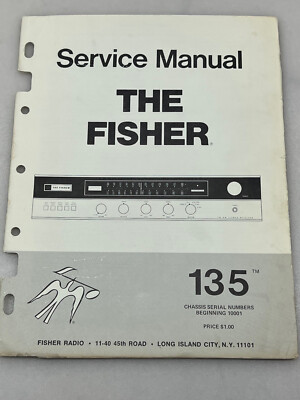 Service Manual
THE
FISHER
135™
CHASSIS SERIAL NUMBERS
BEGINNING 10001
PRICE $1.00
FISHER RADIO • 11-40 45th ROAD • LONG ISLAND CITY, N.Y. 11101